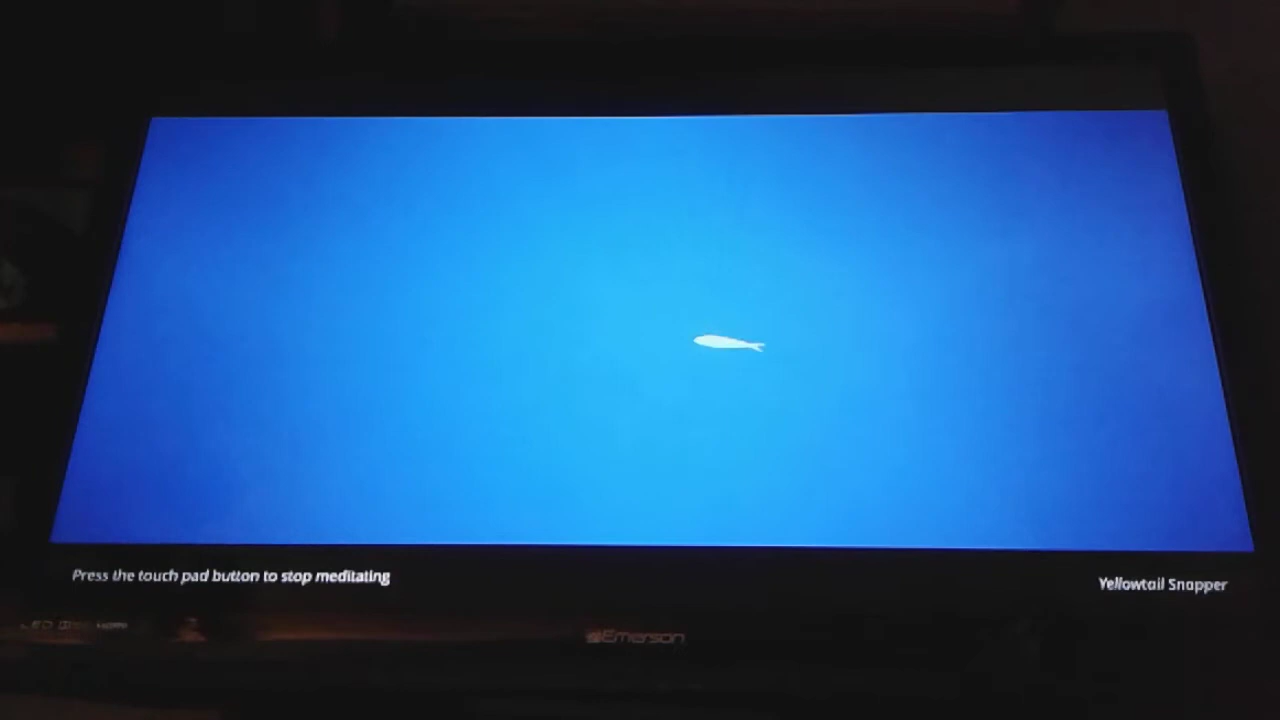 Press the touch pad button to stop meditating
Yellowtail Snapper
Emerson